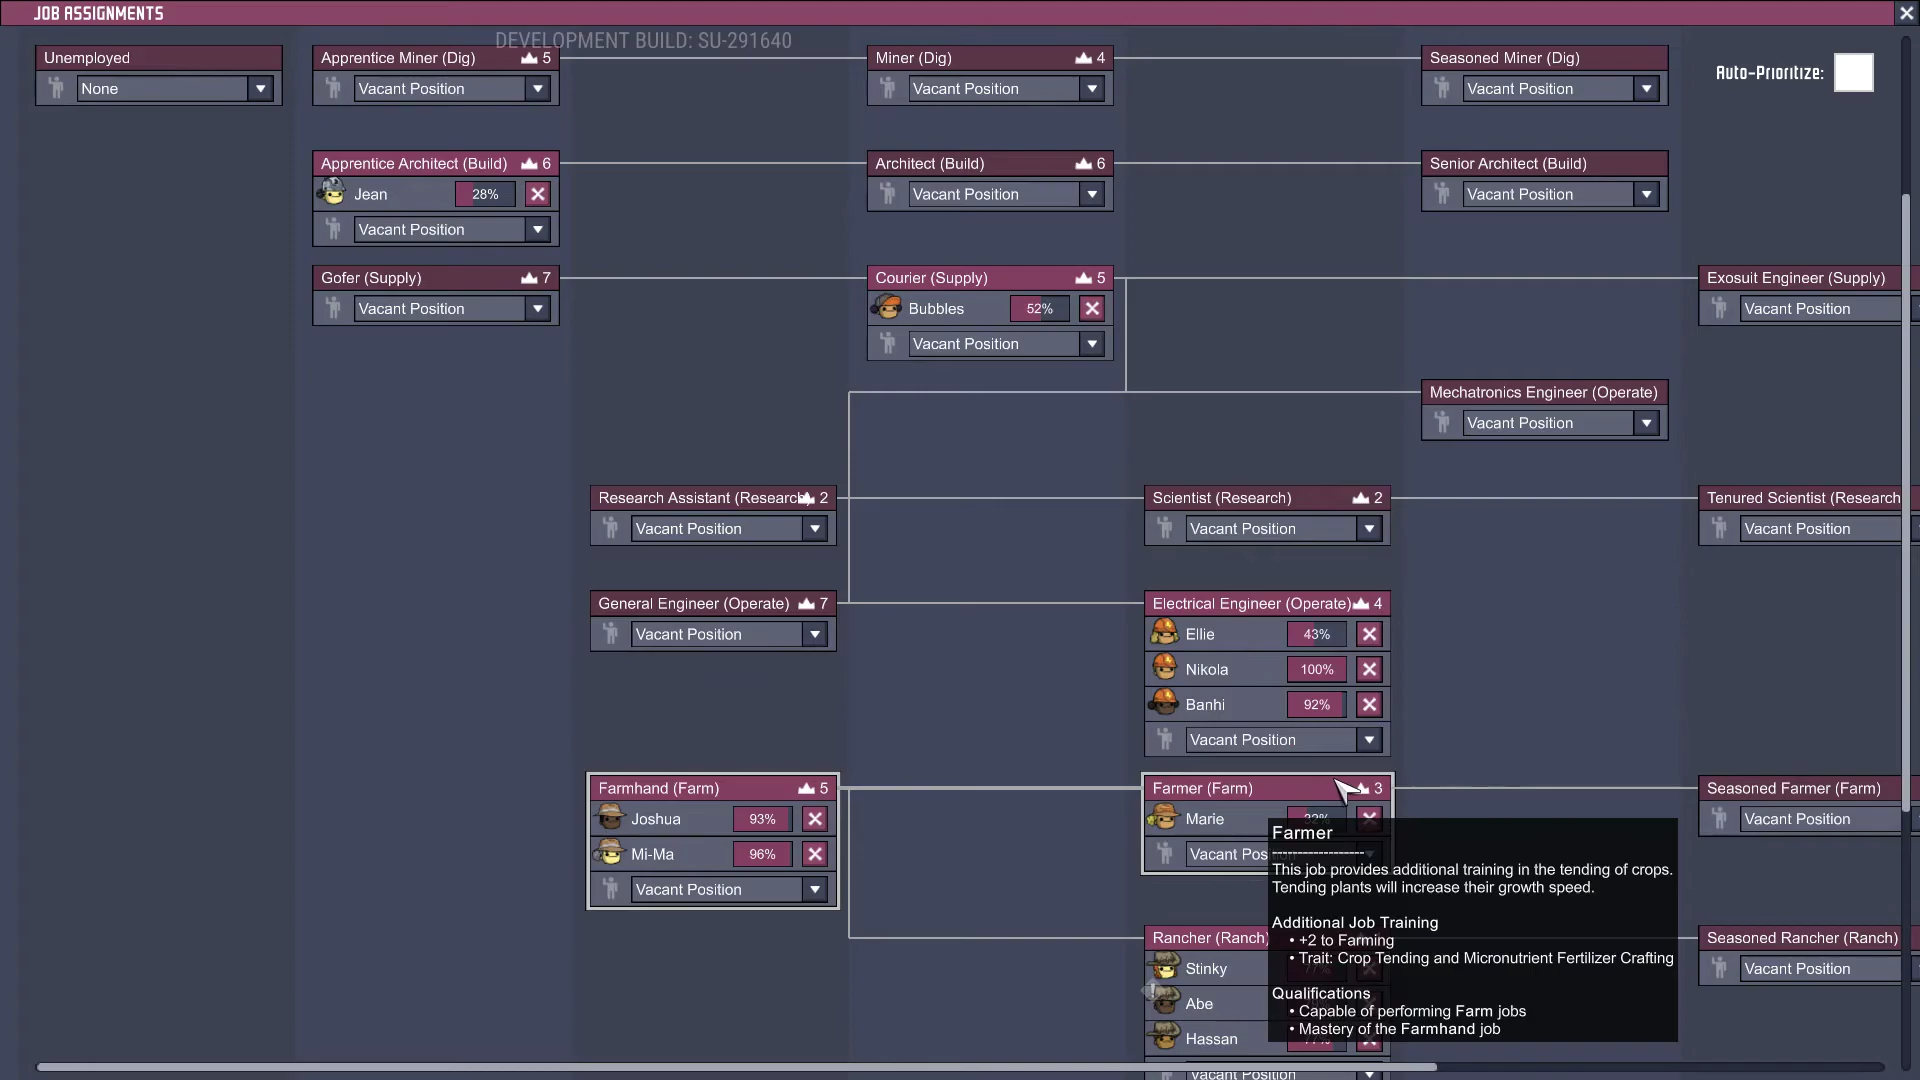 JOB ASSIGNMENTS
DEVELOPMENT BUILD: SU-291640
Auto-Prioritize:
Unemployed
None
Apprentice Miner (Dig) 5
Vacant Position
Miner (Dig) 4
Vacant Position
Seasoned Miner (Dig)
Vacant Position
Apprentice Architect (Build) 6
Jean 28%
Vacant Position
Architect (Build) 6
Vacant Position
Senior Architect (Build)
Vacant Position
Gofer (Supply) 7
Vacant Position
Courier (Supply) 5
Bubbles 52%
Vacant Position
Exosuit Engineer (Supply)
Vacant Position
Mechatronics Engineer (Operate)
Vacant Position
Research Assistant (Research) 2
Vacant Position
Scientist (Research) 2
Vacant Position
Tenured Scientist (Research
Vacant Position
General Engineer (Operate) 7
Vacant Position
Electrical Engineer (Operate) 4
Ellie 43%
Nikola 100%
Banhi 92%
Vacant Position
Farmhand (Farm) 5
Joshua 93%
Mi-Ma 96%
Vacant Position
Farmer (Farm) 3
Marie 32%
Vacant Position
Seasoned Farmer (Farm)
Vacant Position
Farmer
--------------------
This job provides additional training in the tending of crops.
Tending plants will increase their growth speed.
Additional Job Training
• +2 to Farming
• Trait: Crop Tending and Micronutrient Fertilizer Crafting
Qualifications
• Capable of performing Farm jobs
• Mastery of the Farmhand job
Rancher (Ranch)
Stinky 77%
Abe
Hassan 77%
Vacant Position
Seasoned Rancher (Ranch)
Vacant Position